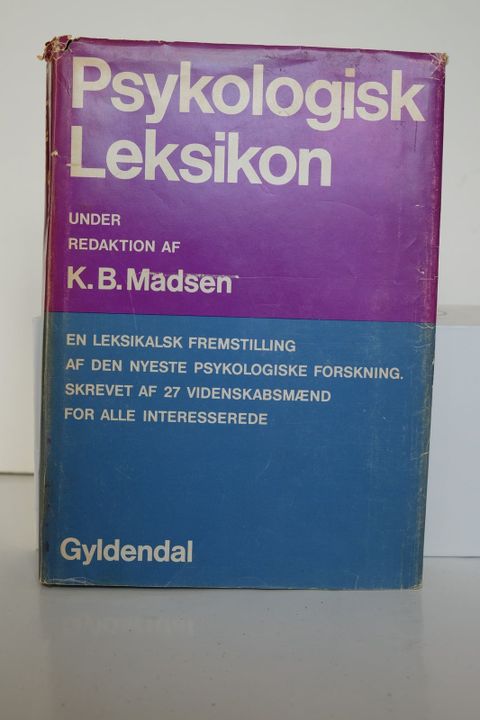 Psykologisk
Leksikon
UNDER
REDAKTION AF
K.B.Madsen
EN LEKSIKALSK FREMSTILLING
AF DEN NYESTE PSYKOLOGISKE FORSKNING.
SKREVET AF 27 VIDENSKABSMÆND
FOR ALLE INTERESSEREDE
Gyldendal